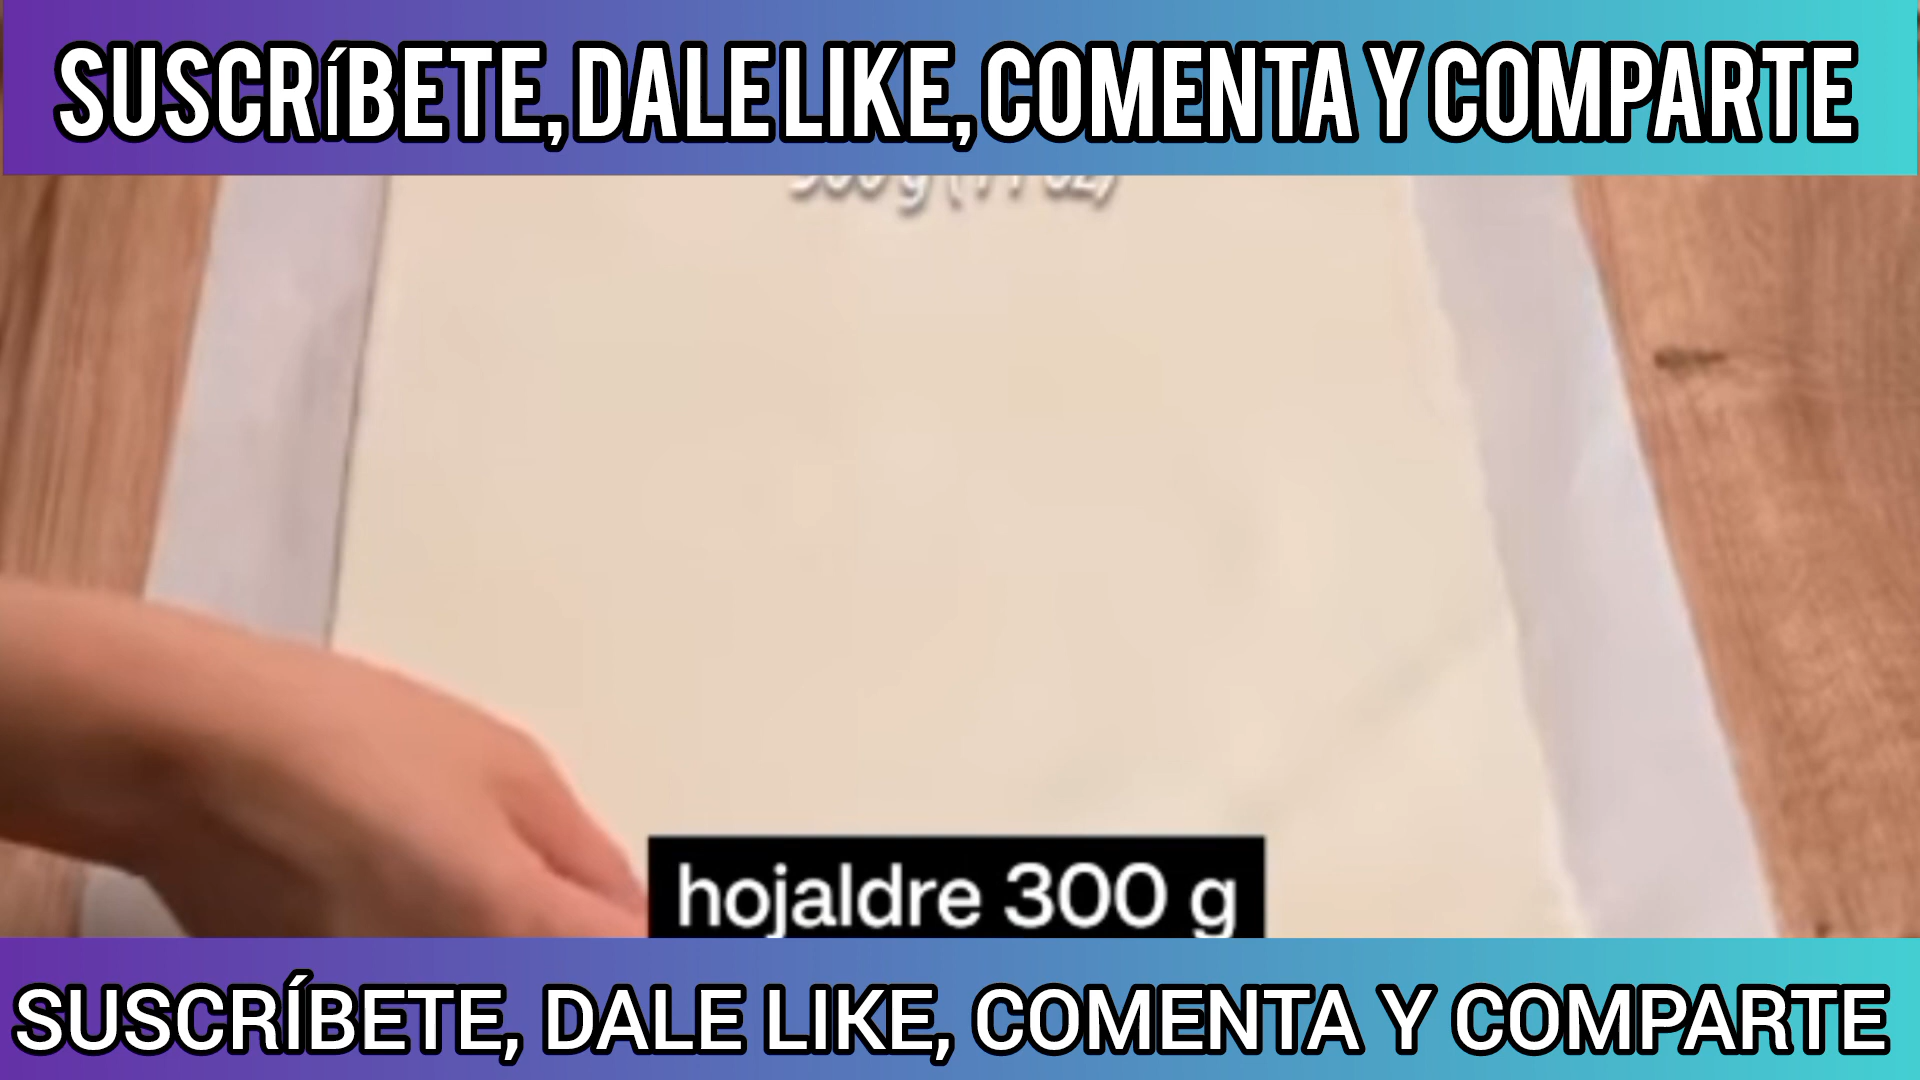 SUSCRÍBETE, DALE LIKE, COMENTA Y COMPARTE
hojaldre 300 g
SUSCRÍBETE, DALE LIKE, COMENTA Y COMPARTE